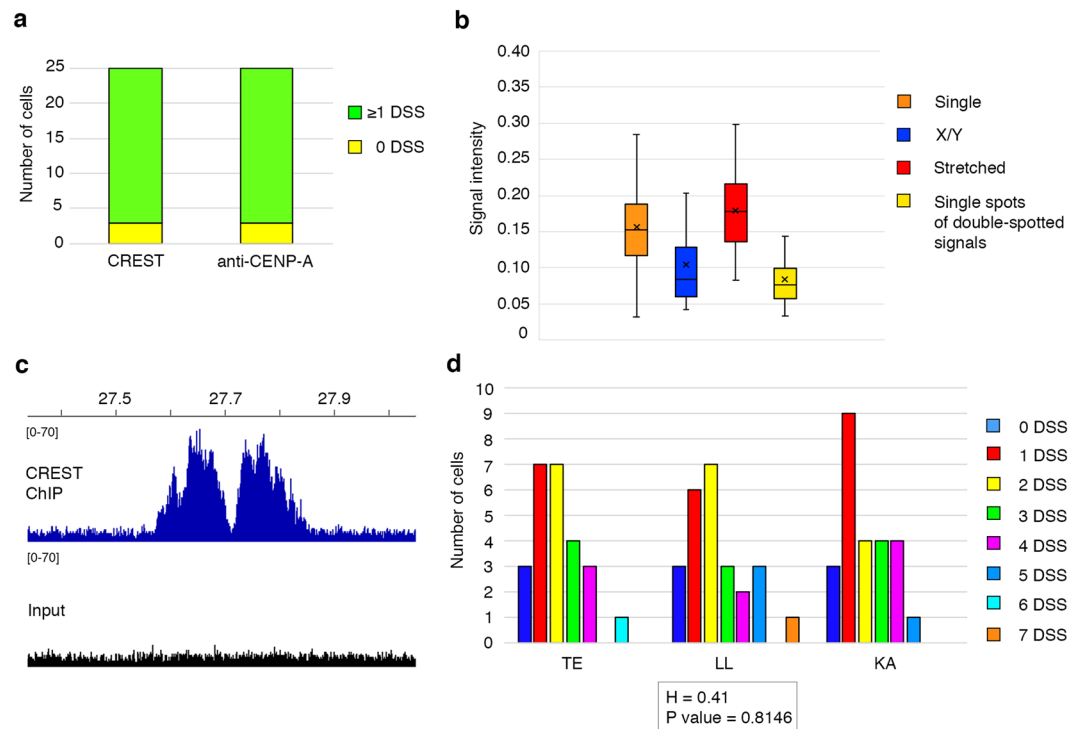 a
Number of cells
25
20
15
10
5
0
CREST
anti-CENP-A
≥1 DSS
0 DSS
b
Signal intensity
0.40
0.35
0.30
0.25
0.20
0.15
0.10
0.05
0
Single
X/Y
Stretched
Single spots
of double-spotted
signals
c
27.5 27.7 27.9
[0-70]
CREST
ChIP
[0-70]
Input
d
Number of cells
10
9
8
7
6
5
4
3
2
1
0
TE
LL
KA
0 DSS
1 DSS
2 DSS
3 DSS
4 DSS
5 DSS
6 DSS
7 DSS
H = 0.41
P value = 0.8146